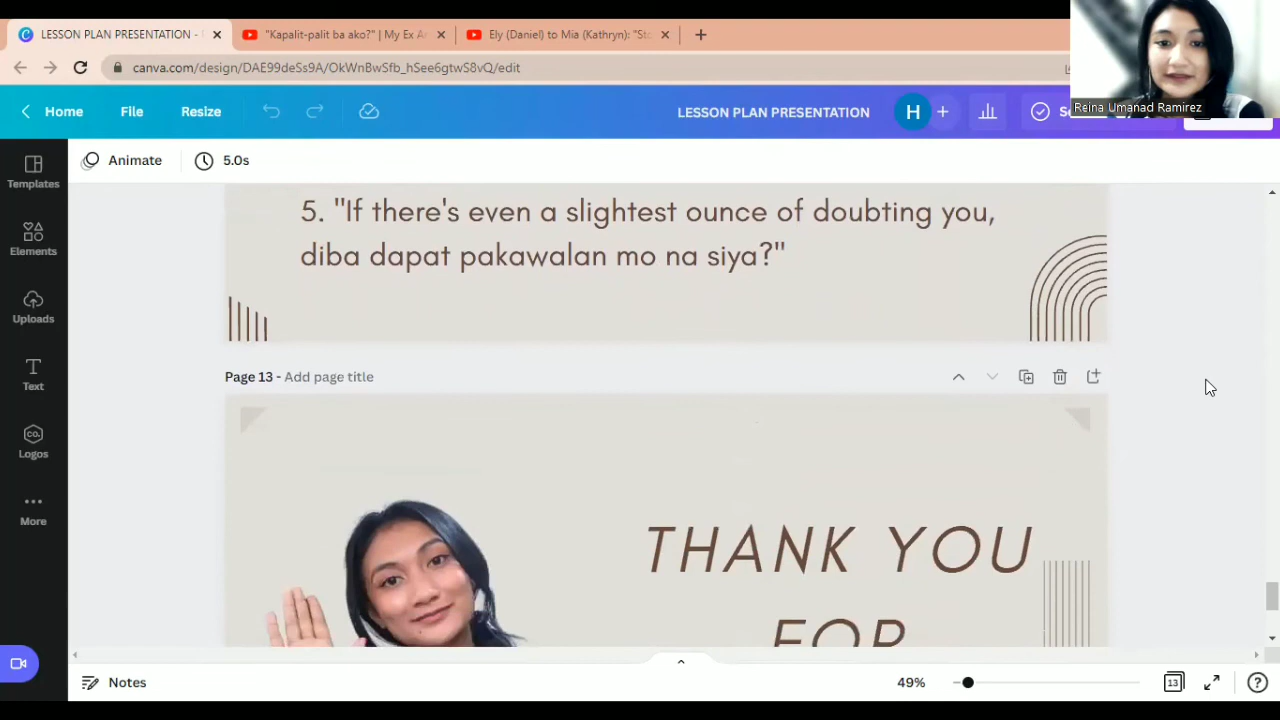 LESSON PLAN PRESENTATION -
"Kapalit-palit ba ako?" | My Ex A
Ely (Daniel) to Mia (Kathryn): "Sta
canva.com/design/DAE99deSs9A/OkWnBwSfb_hSee6gtwS8vQ/edit
Reina Umanad Ramirez
Home File Resize LESSON PLAN PRESENTATION H
Animate 5.0s
Templates
Elements
Uploads
Text
CO.
Logos
More
5. "If there's even a slightest ounce of doubting you,
diba dapat pakawalan mo na siya?"
Page 13 - Add page title
THANK YOU
FOR
Notes 49% 13